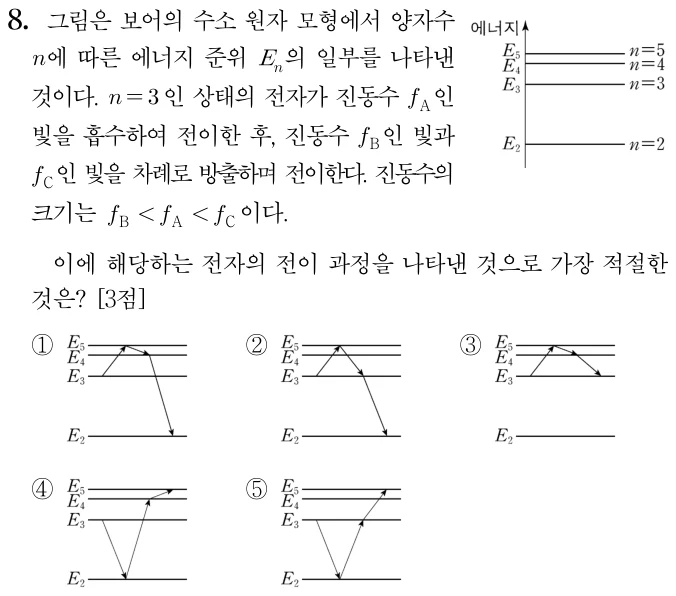 8. 그림은 보어의 수소 원자 모형에서 양자수
n에 따른 에너지 준위 Eₙ의 일부를 나타낸
것이다. n=3인 상태의 전자가 진동수 f_A인
빛을 흡수하여 전이한 후, 진동수 f_B인 빛과
f_C인 빛을 차례로 방출하며 전이한다. 진동수의
크기는 f_B < f_A < f_C이다.
에너지
E₅ n=5
E₄ n=4
E₃ n=3
E₂ n=2
이에 해당하는 전자의 전이 과정을 나타낸 것으로 가장 적절한
것은? [3점]
①
E₅
E₄
E₃
E₂
②
E₅
E₄
E₃
E₂
③
E₅
E₄
E₃
E₂
④
E₅
E₄
E₃
E₂
⑤
E₅
E₄
E₃
E₂